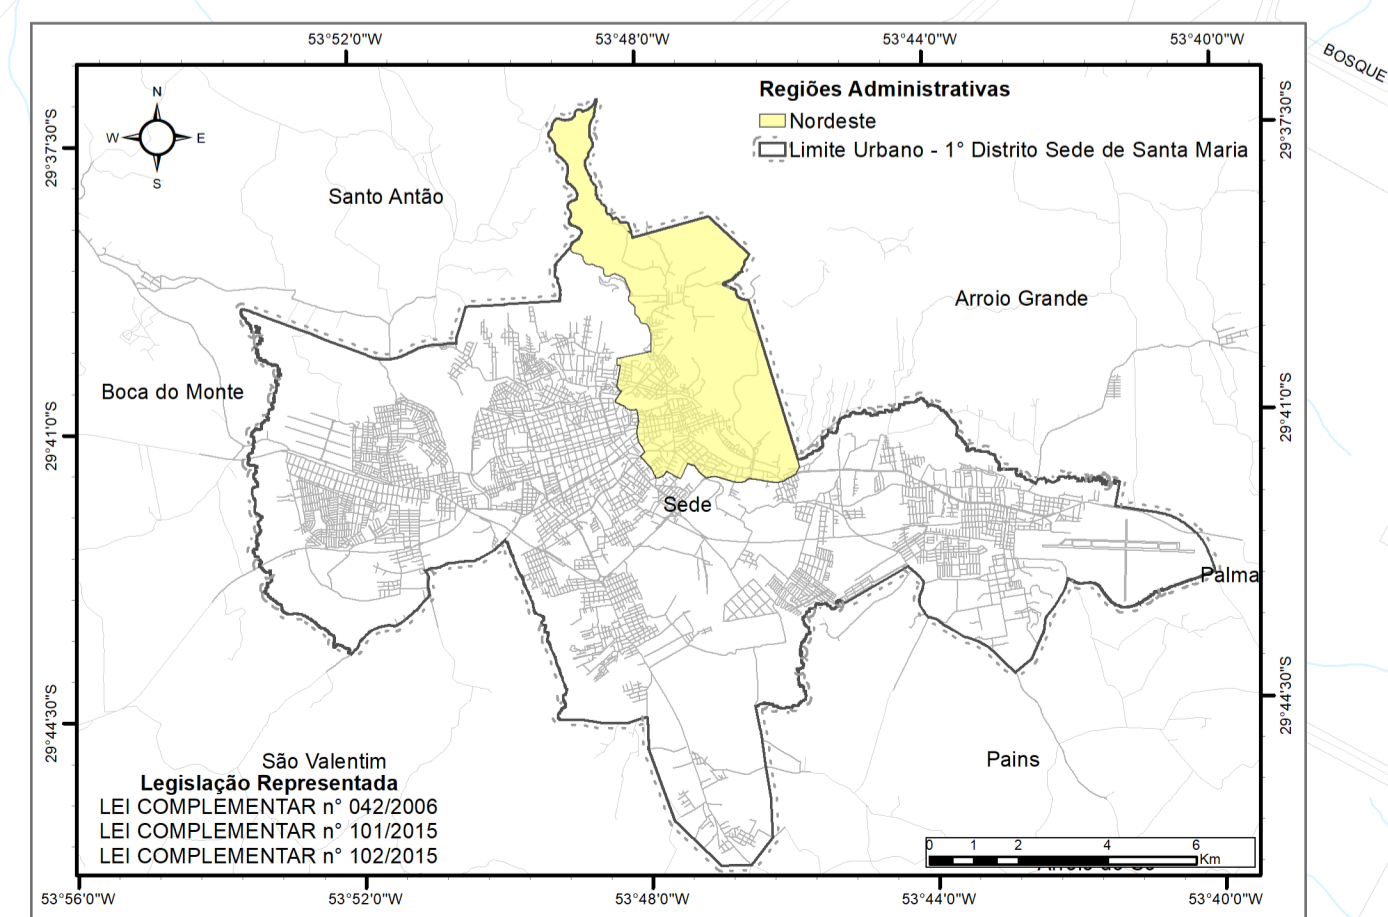 53°52'0"W
53°48'0"W
53°44'0"W
53°40'0"W
BOSQUE
Regiões Administrativas
Nordeste
Limite Urbano - 1° Distrito Sede de Santa Maria
N
W
E
S
29°37'30"S
29°37'30"S
Santo Antão
Arroio Grande
Boca do Monte
29°41'0"S
29°41'0"S
Sede
Palma
29°44'30"S
29°44'30"S
São Valentim
Pains
Legislação Representada
LEI COMPLEMENTAR n° 042/2006
LEI COMPLEMENTAR n° 101/2015
LEI COMPLEMENTAR n° 102/2015
0 1 2 4 6
Km
53°56'0"W
53°52'0"W
53°48'0"W
53°44'0"W
53°40'0"W